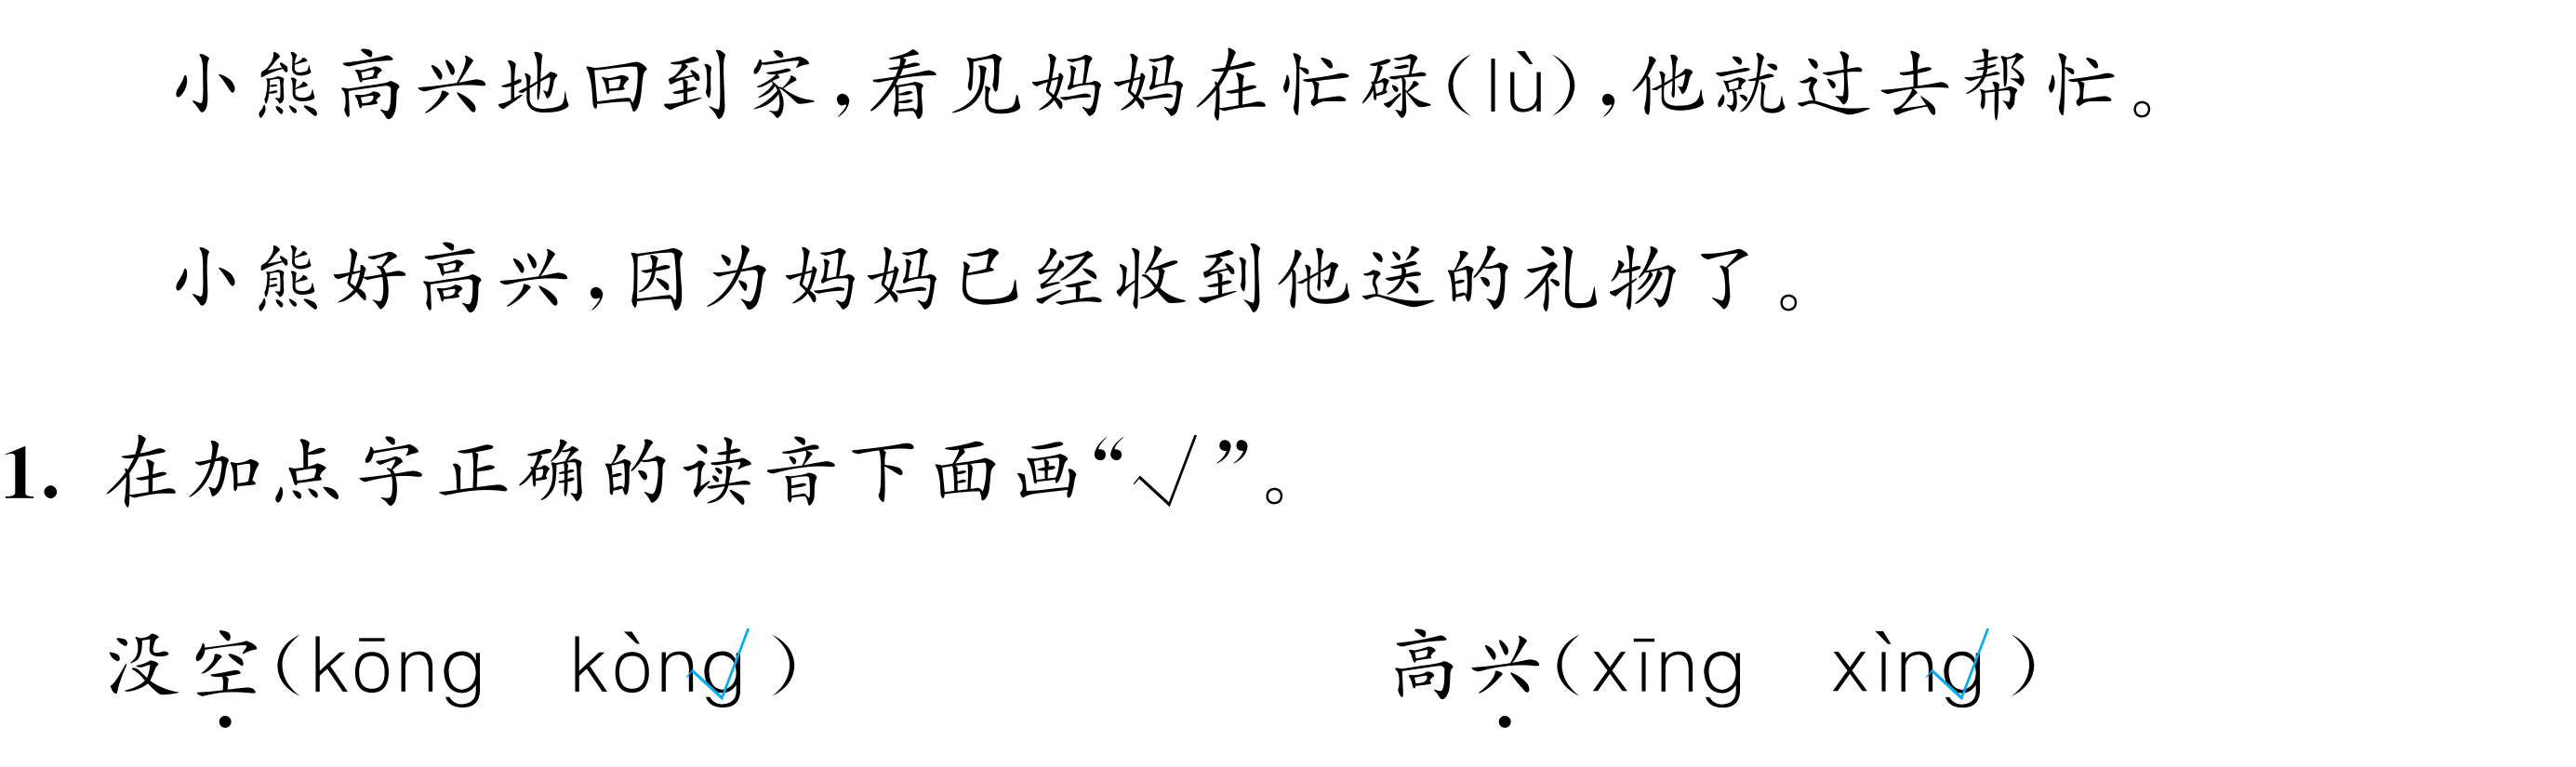 小熊高兴地回到家，看见妈妈在忙碌(lù)，他就过去帮忙。
小熊好高兴，因为妈妈已经收到他送的礼物了。
1. 在加点字正确的读音下面画“√”。
没空(kōng kòng√) 高兴(xīng xìng√)